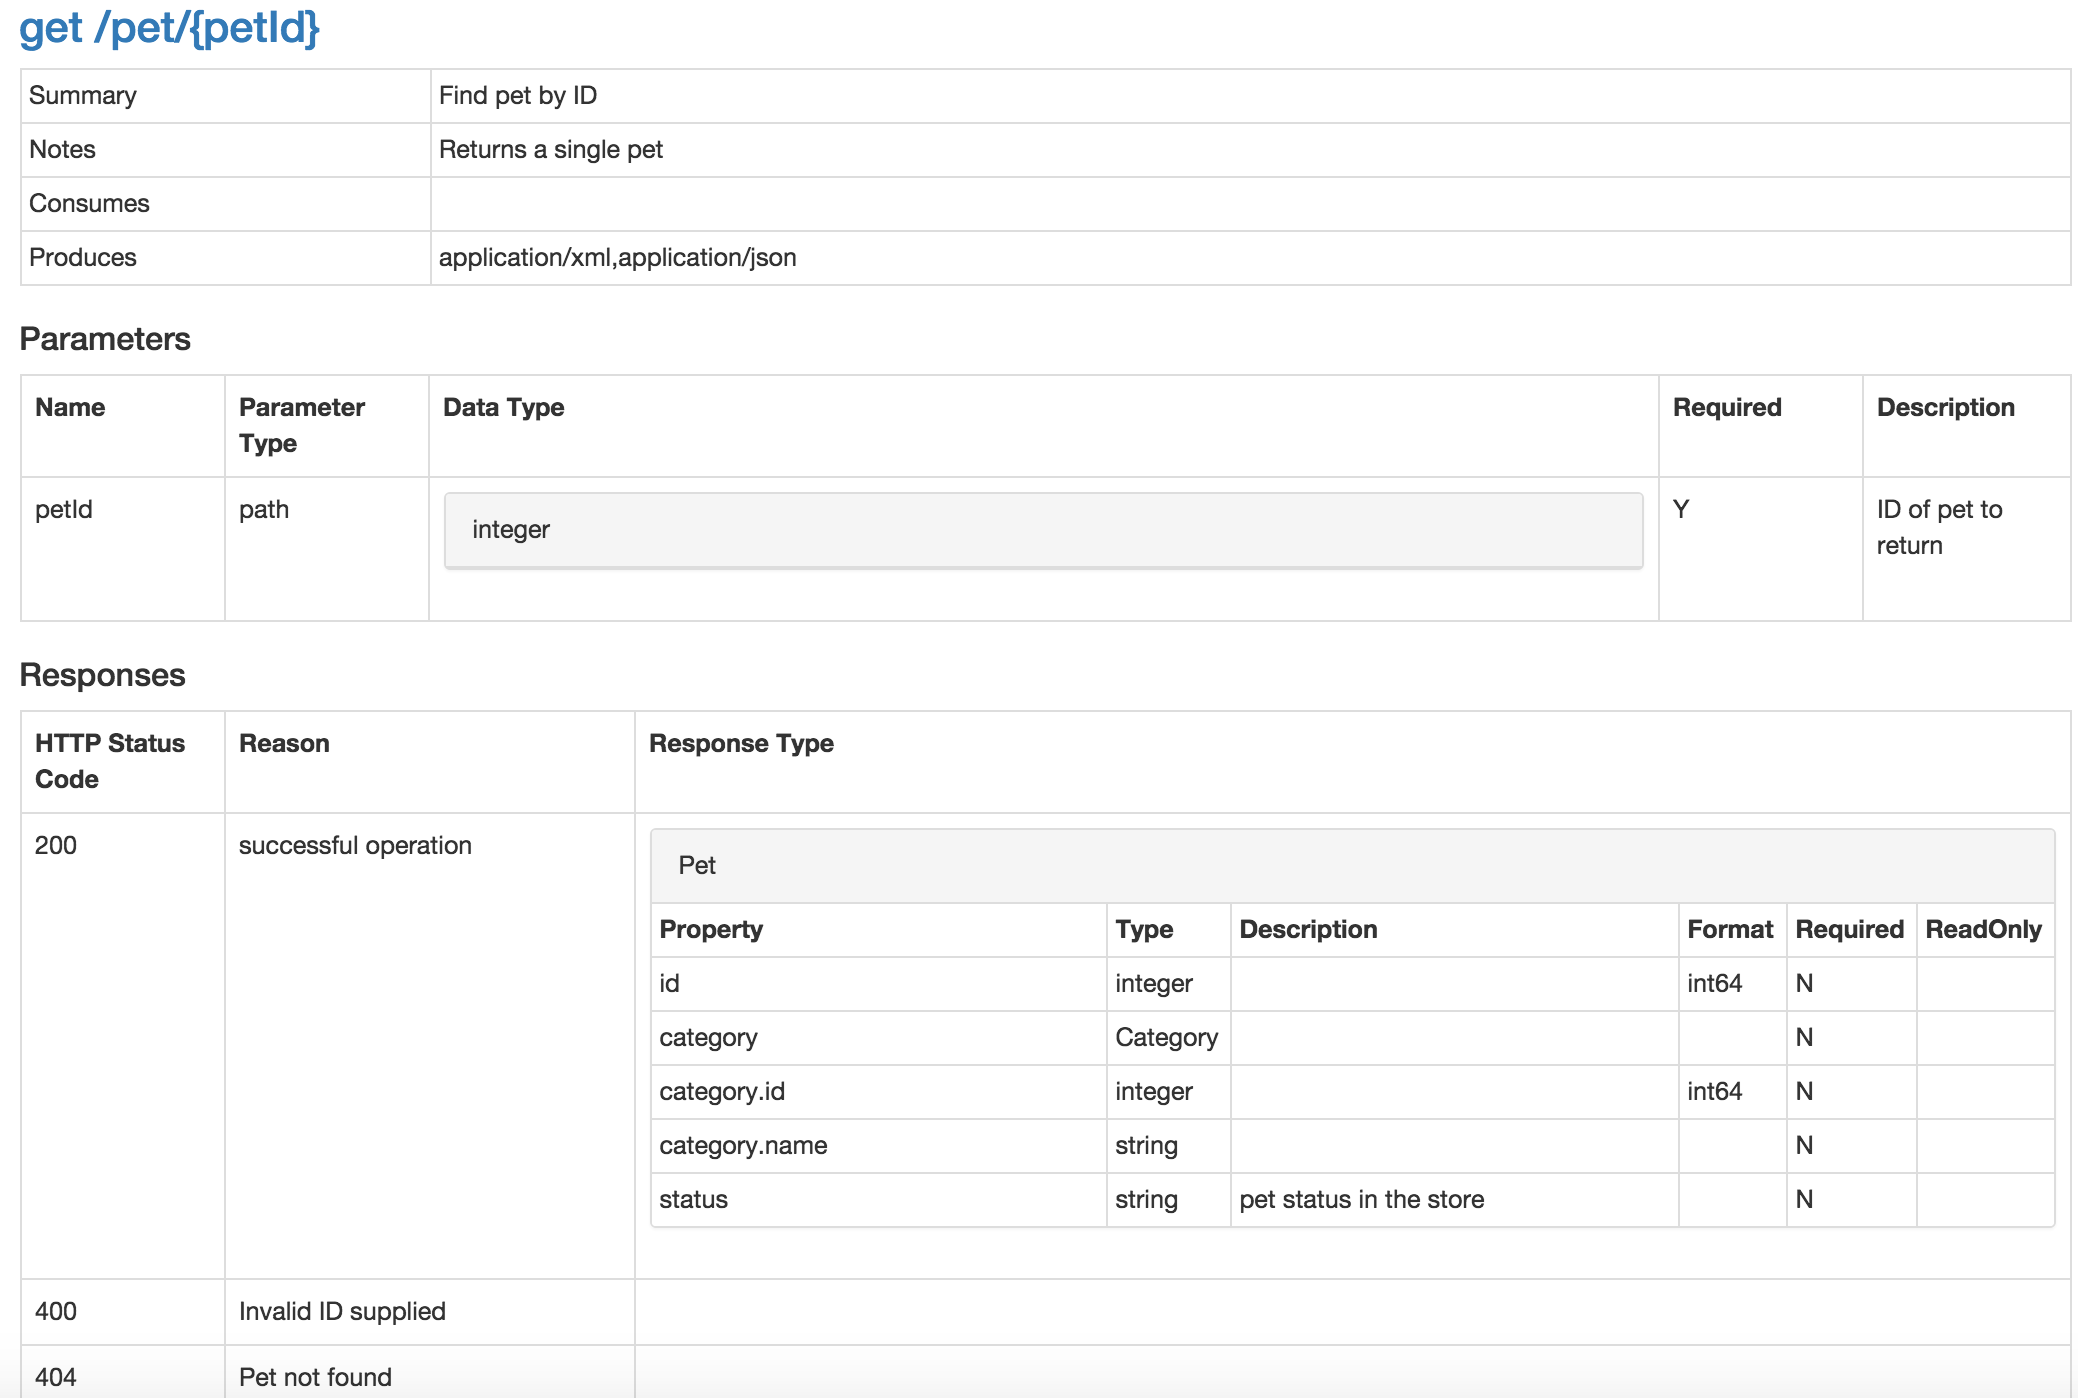 get /pet/{petId}
Summary Find pet by ID
Notes Returns a single pet
Consumes
Produces application/xml,application/json
Parameters
Name Parameter Type Data Type Required Description
petId path integer Y ID of pet to return
Responses
HTTP Status Code Reason Response Type
200 successful operation Pet
Property Type Description Format Required ReadOnly
id integer int64 N
category Category N
category.id integer int64 N
category.name string N
status string pet status in the store N
400 Invalid ID supplied
404 Pet not found